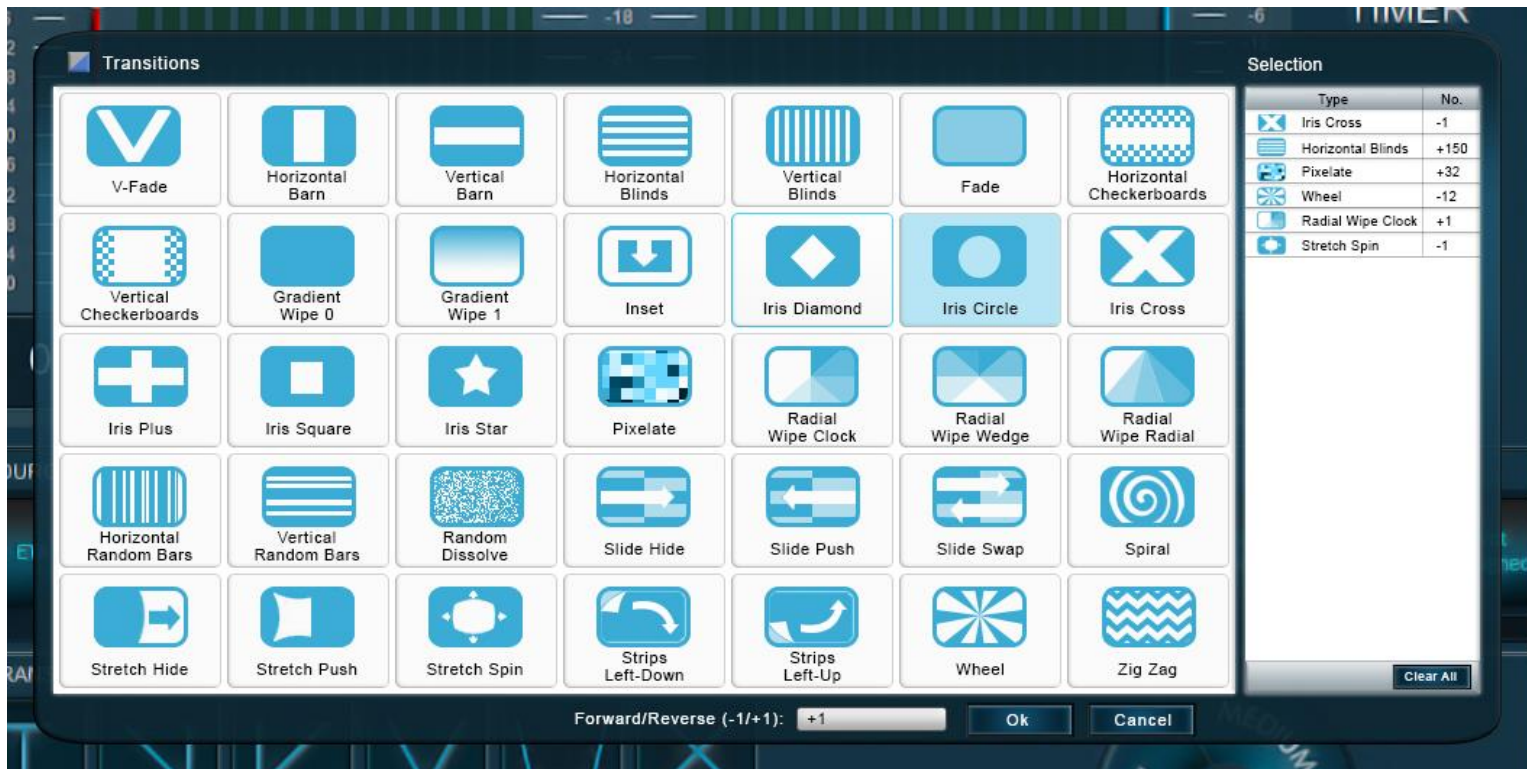 -18
-6
TIMER
Transitions
Selection
V-Fade
Horizontal
Barn
Vertical
Barn
Horizontal
Blinds
Vertical
Blinds
Fade
Horizontal
Checkerboards
Vertical
Checkerboards
Gradient
Wipe 0
Gradient
Wipe 1
Inset
Iris Diamond
Iris Circle
Iris Cross
Iris Plus
Iris Square
Iris Star
Pixelate
Radial
Wipe Clock
Radial
Wipe Wedge
Radial
Wipe Radial
Horizontal
Random Bars
Vertical
Random Bars
Random
Dissolve
Slide Hide
Slide Push
Slide Swap
Spiral
Stretch Hide
Stretch Push
Stretch Spin
Strips
Left-Down
Strips
Left-Up
Wheel
Zig Zag
Type No.
Iris Cross -1
Horizontal Blinds +150
Pixelate +32
Wheel -12
Radial Wipe Clock +1
Stretch Spin -1
Clear All
Forward/Reverse (-1/+1): +1 Ok Cancel
MEDIUM